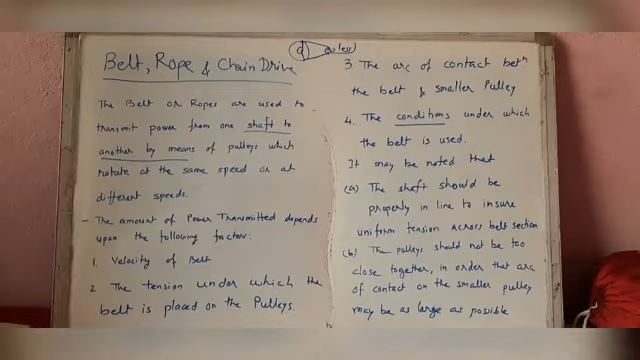 Belt, Rope & Chain Drive
The Belt or Ropes are used to
transmit power from one shaft to
another by means of pulleys which
rotate at the same speed or at
different speeds.
- The amount of Power Transmitted depends
upon the following factor:
1. Velocity of Belt
2. The tension under which the
belt is placed on the Pulleys.
less
3 The arc of contact betn
the belt & smaller Pulley
4. The conditions under which
the belt is used.
It may be noted that
(a) The shaft should be
properly in line to insure
uniform tension across belt section
(b) The pulleys should not be too
close together, in order that arc
of contact on the smaller pulley
may be as large as possible